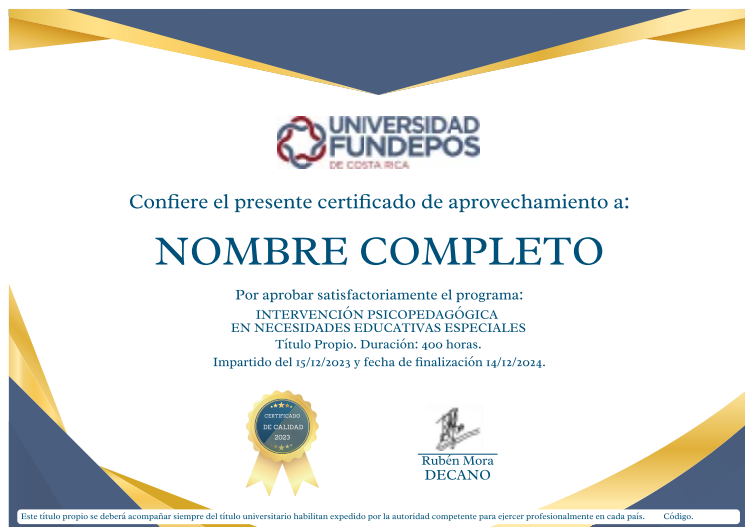 UNIVERSIDAD
FUNDEPOS
DE COSTA RICA
Confiere el presente certificado de aprovechamiento a:
NOMBRE COMPLETO
Por aprobar satisfactoriamente el programa:
INTERVENCIÓN PSICOPEDAGÓGICA
EN NECESIDADES EDUCATIVAS ESPECIALES
Título Propio. Duración: 400 horas.
Impartido del 15/12/2023 y fecha de finalización 14/12/2024.
CERTIFICADO
DE CALIDAD
2023
Rubén Mora
DECANO
Este título propio se deberá acompañar siempre del título universitario habilitan expedido por la autoridad competente para ejercer profesionalmente en cada país. Código.